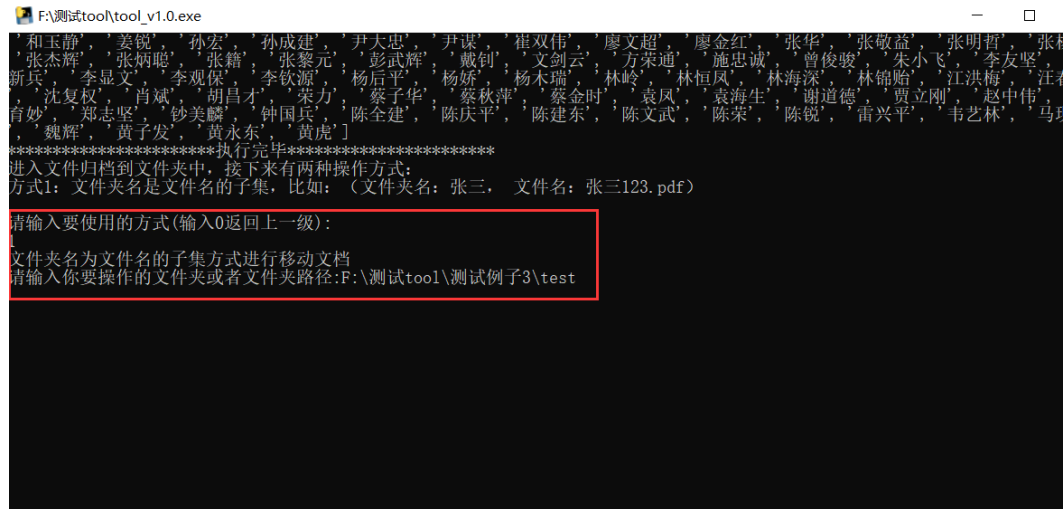 F:\测试tool\tool_v1.0.exe
'和玉静', '姜锐', '孙宏', '孙成建', '尹大忠', '尹谋', '崔双伟', '廖文超', '廖金红', '张华', '张敬益', '张明哲', '张
'张杰辉', '张炳聪', '张籍', '张黎元', '彭武辉', '戴钊', '文剑云', '方荣通', '施忠诚', '曾俊骏', '朱小飞', '李友坚',
新兵', '李显文', '李观保', '李钦源', '杨后平', '杨娇', '杨木瑞', '林岭', '林恒凤', '林海深', '林锦贻', '江洪梅', '汪
', '沈复权', '肖斌', '胡昌才', '荣力', '蔡子华', '蔡秋萍', '蔡金时', '袁凤', '袁海生', '谢道德', '贾立刚', '赵中伟',
育妙', '郑志坚', '钞美麟', '钟国兵', '陈全建', '陈庆平', '陈建东', '陈文武', '陈荣', '陈锐', '雷兴平', '韦艺林', '马
', '魏辉', '黄子发', '黄永东', '黄虎']
***********************执行完毕***********************
进入文件归档到文件夹中，接下来有两种操作方式：
方式1：文件夹名是文件名的子集，比如：（文件夹名：张三， 文件名：张三123.pdf）
请输入要使用的方式(输入0返回上一级):
1
文件夹名为文件名的子集方式进行移动文档
请输入你要操作的文件夹或者文件夹路径:F:\测试tool\测试例子3\test